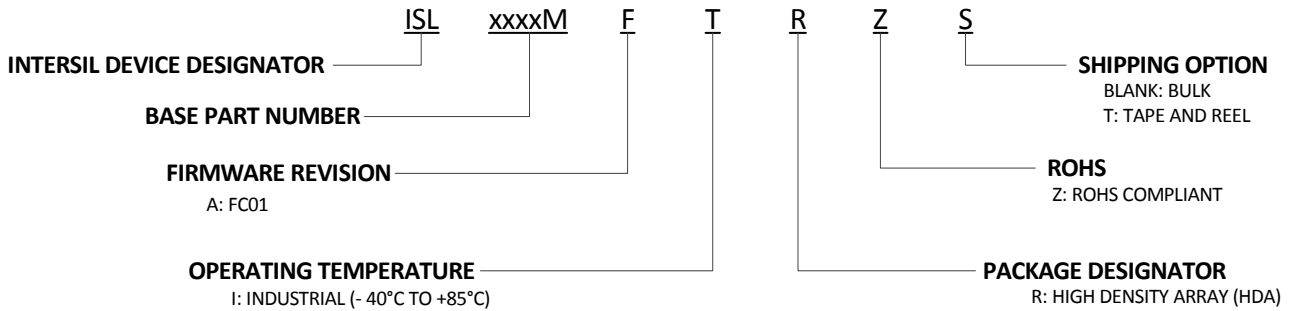 ISL xxxxM F T R Z S
INTERSIL DEVICE DESIGNATOR
BASE PART NUMBER
FIRMWARE REVISION
A: FC01
OPERATING TEMPERATURE
I: INDUSTRIAL (- 40°C TO +85°C)
SHIPPING OPTION
BLANK: BULK
T: TAPE AND REEL
ROHS
Z: ROHS COMPLIANT
PACKAGE DESIGNATOR
R: HIGH DENSITY ARRAY (HDA)